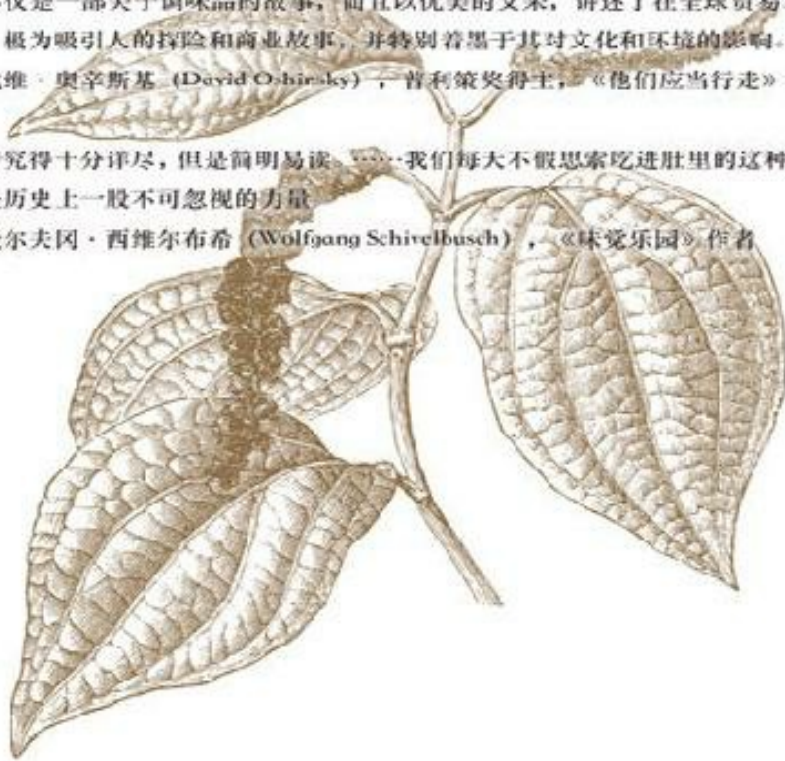 仅是一部关于调味品的故事，而且以优美的文采，讲述了在全球贸易
极为吸引人的探险和商业故事，并特别着墨于其对文化和环境的影响。
维·奥辛斯基 (David Oshinsky)，普利策奖得主，《他们应当行走》
究得十分详尽，但是简明易读。……我们每天不假思索吃进肚里的这种
历史上一股不可忽视的力量
尔夫冈·西维尔布希 (Wolfgang Schivelbusch)，《味觉乐园》作者